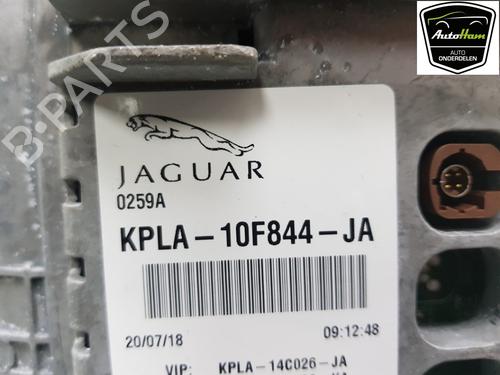 AutoHam
AUTO
ONDERDELEN
B-PARTS
JAGUAR
0259A
KPLA-10F844-JA
20/07/18 09:12:48
VIP: KPLA-14C026-JA